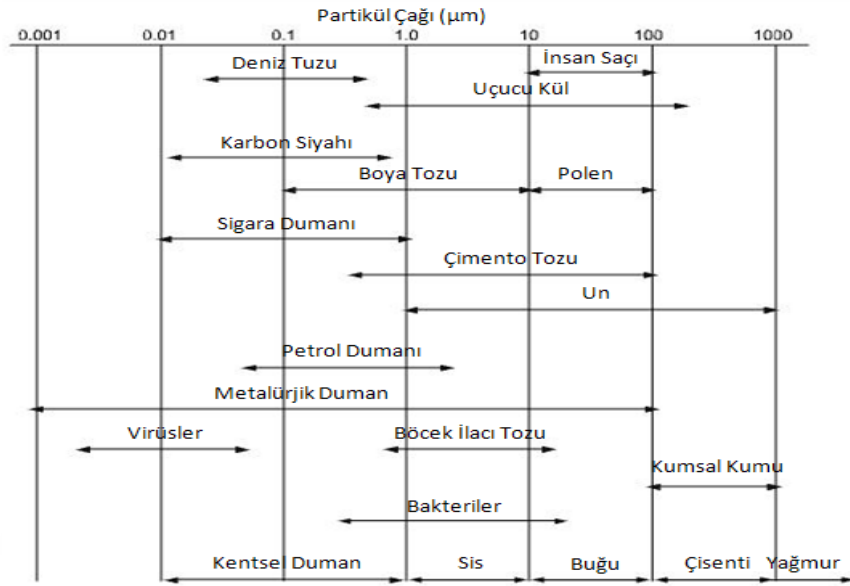 Partikül Çağı (µm)
0.001 0.01 0.1 1.0 10 100 1000
Deniz Tuzu İnsan Saçı
Uçucu Kül
Karbon Siyahı
Boya Tozu Polen
Sigara Dumanı
Çimento Tozu
Un
Petrol Dumanı
Metalürjik Duman
Virüsler Böcek İlacı Tozu
Kumsal Kumu
Bakteriler
Kentsel Duman Sis Buğu Çisenti Yağmur